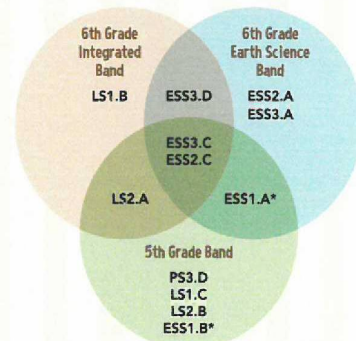 6th Grade
Integrated
Band
6th Grade
Earth Science
Band
LS1.B
ESS3.D
ESS2.A
ESS3.A
ESS3.C
ESS2.C
LS2.A
ESS1.A*
5th Grade Band
PS3.D
LS1.C
LS2.B
ESS1.B*